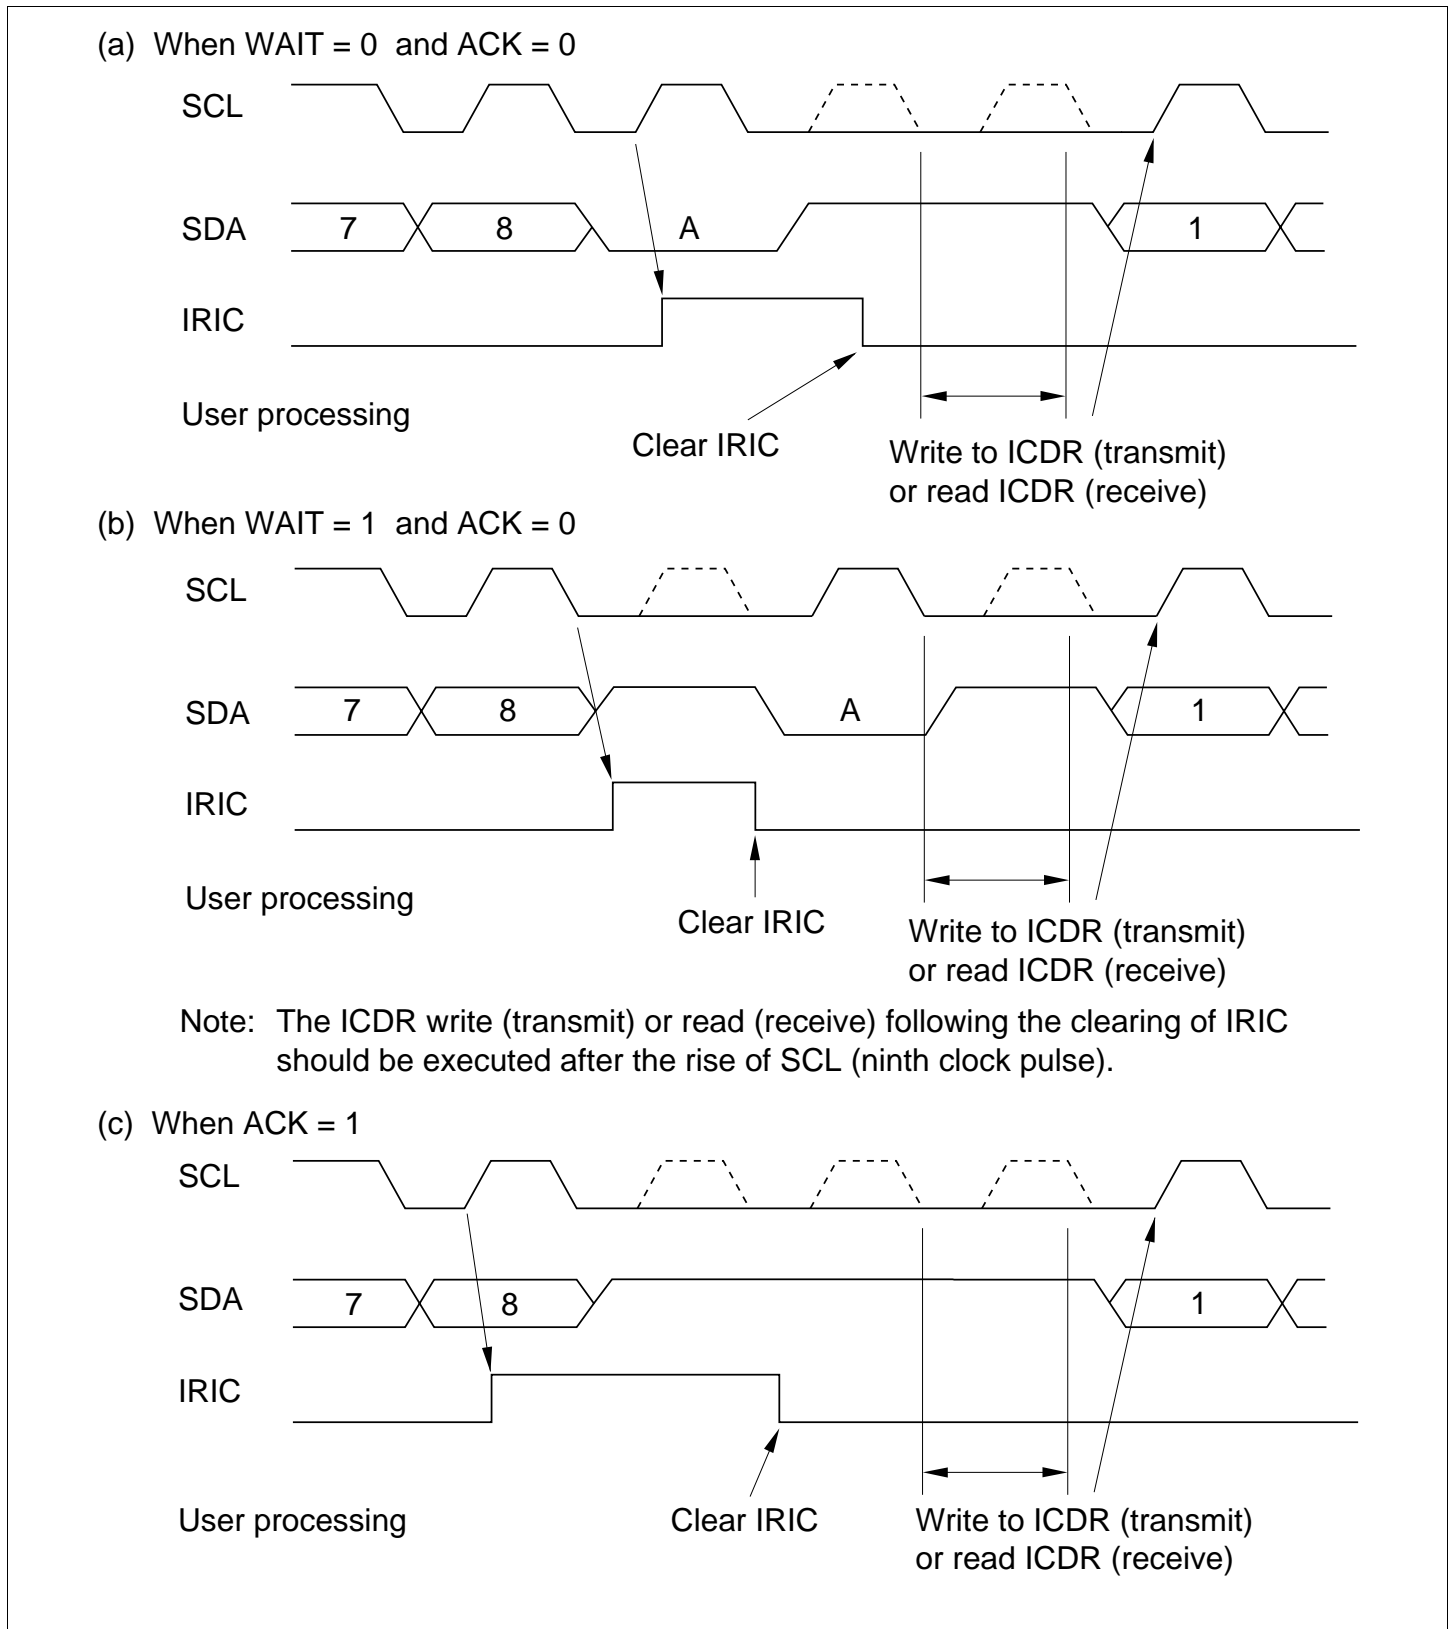 (a) When WAIT = 0 and ACK = 0
SCL
SDA
7 8 A 1
IRIC
User processing
Clear IRIC
Write to ICDR (transmit)
or read ICDR (receive)
(b) When WAIT = 1 and ACK = 0
SCL
SDA
7 8 A 1
IRIC
User processing
Clear IRIC
Write to ICDR (transmit)
or read ICDR (receive)
Note: The ICDR write (transmit) or read (receive) following the clearing of IRIC
should be executed after the rise of SCL (ninth clock pulse).
(c) When ACK = 1
SCL
SDA
7 8 1
IRIC
User processing
Clear IRIC
Write to ICDR (transmit)
or read ICDR (receive)